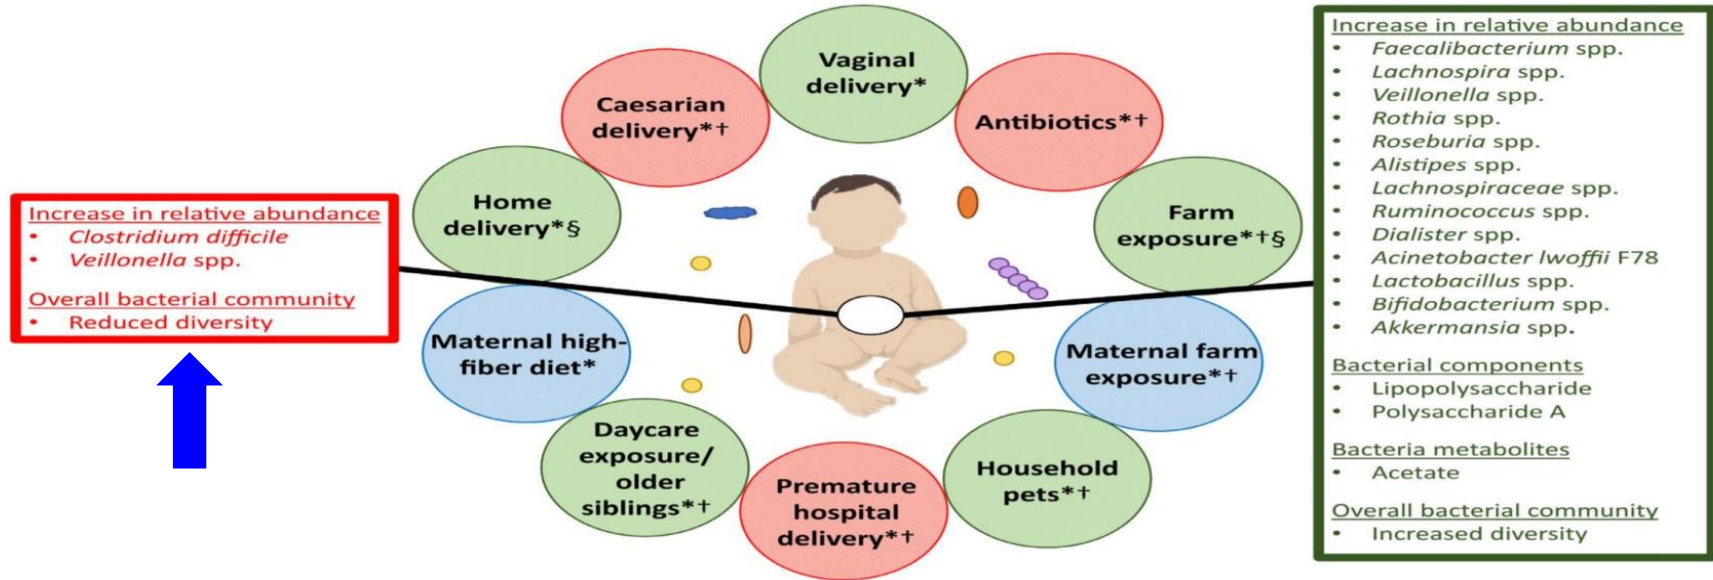 Increase in relative abundance
• Clostridium difficile
• Veillonella spp.
Overall bacterial community
• Reduced diversity
Vaginal
delivery*
Caesarian
delivery*†
Antibiotics*†
Home
delivery*§
Farm
exposure*†§
Maternal high-
fiber diet*
Maternal farm
exposure*†
Daycare
exposure/
older
siblings*†
Premature
hospital
delivery*†
Household
pets*†
Increase in relative abundance
• Faecalibacterium spp.
• Lachnospira spp.
• Veillonella spp.
• Rothia spp.
• Roseburia spp.
• Alistipes spp.
• Lachnospiraceae spp.
• Ruminococcus spp.
• Dialister spp.
• Acinetobacter lwoffii F78
• Lactobacillus spp.
• Bifidobacterium spp.
• Akkermansia spp.
Bacterial components
• Lipopolysaccharide
• Polysaccharide A
Bacteria metabolites
• Acetate
Overall bacterial community
• Increased diversity